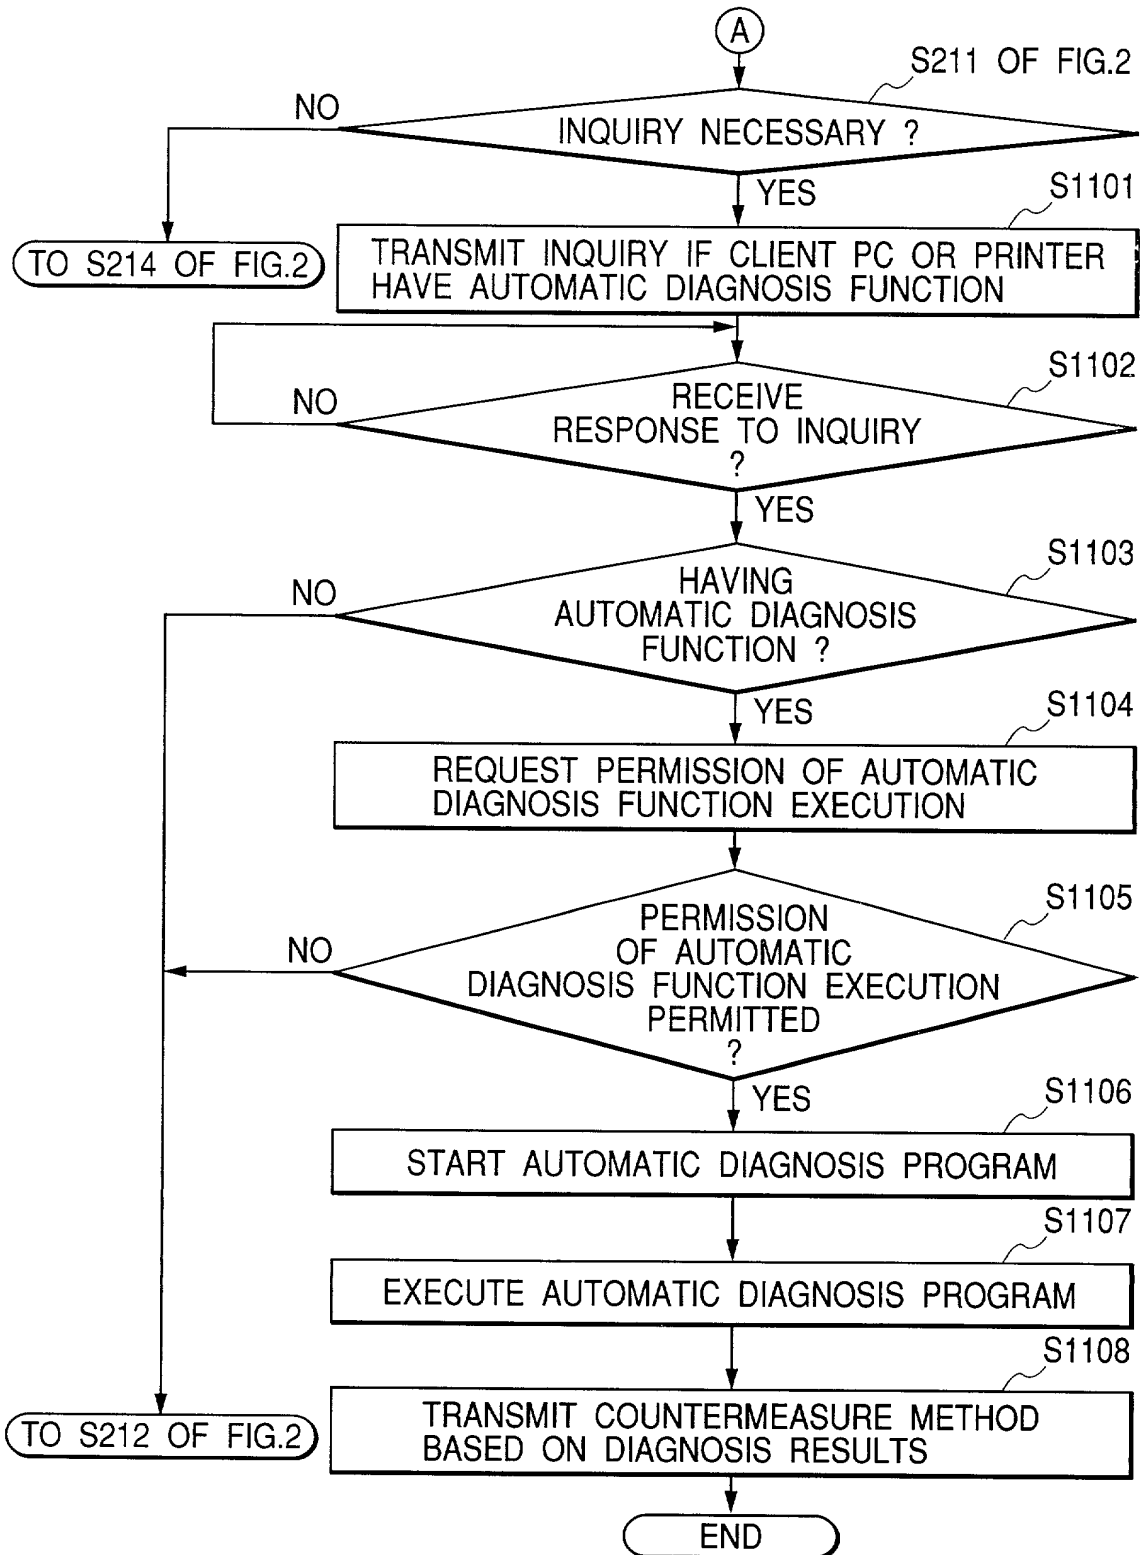 A
S211 OF FIG.2
NO
INQUIRY NECESSARY ?
YES
S1101
TO S214 OF FIG.2
TRANSMIT INQUIRY IF CLIENT PC OR PRINTER
HAVE AUTOMATIC DIAGNOSIS FUNCTION
S1102
NO
RECEIVE
RESPONSE TO INQUIRY
?
YES
S1103
NO
HAVING
AUTOMATIC DIAGNOSIS
FUNCTION ?
YES
S1104
REQUEST PERMISSION OF AUTOMATIC
DIAGNOSIS FUNCTION EXECUTION
S1105
NO
PERMISSION
OF AUTOMATIC
DIAGNOSIS FUNCTION EXECUTION
PERMITTED
?
YES
S1106
START AUTOMATIC DIAGNOSIS PROGRAM
S1107
EXECUTE AUTOMATIC DIAGNOSIS PROGRAM
S1108
TO S212 OF FIG.2
TRANSMIT COUNTERMEASURE METHOD
BASED ON DIAGNOSIS RESULTS
END